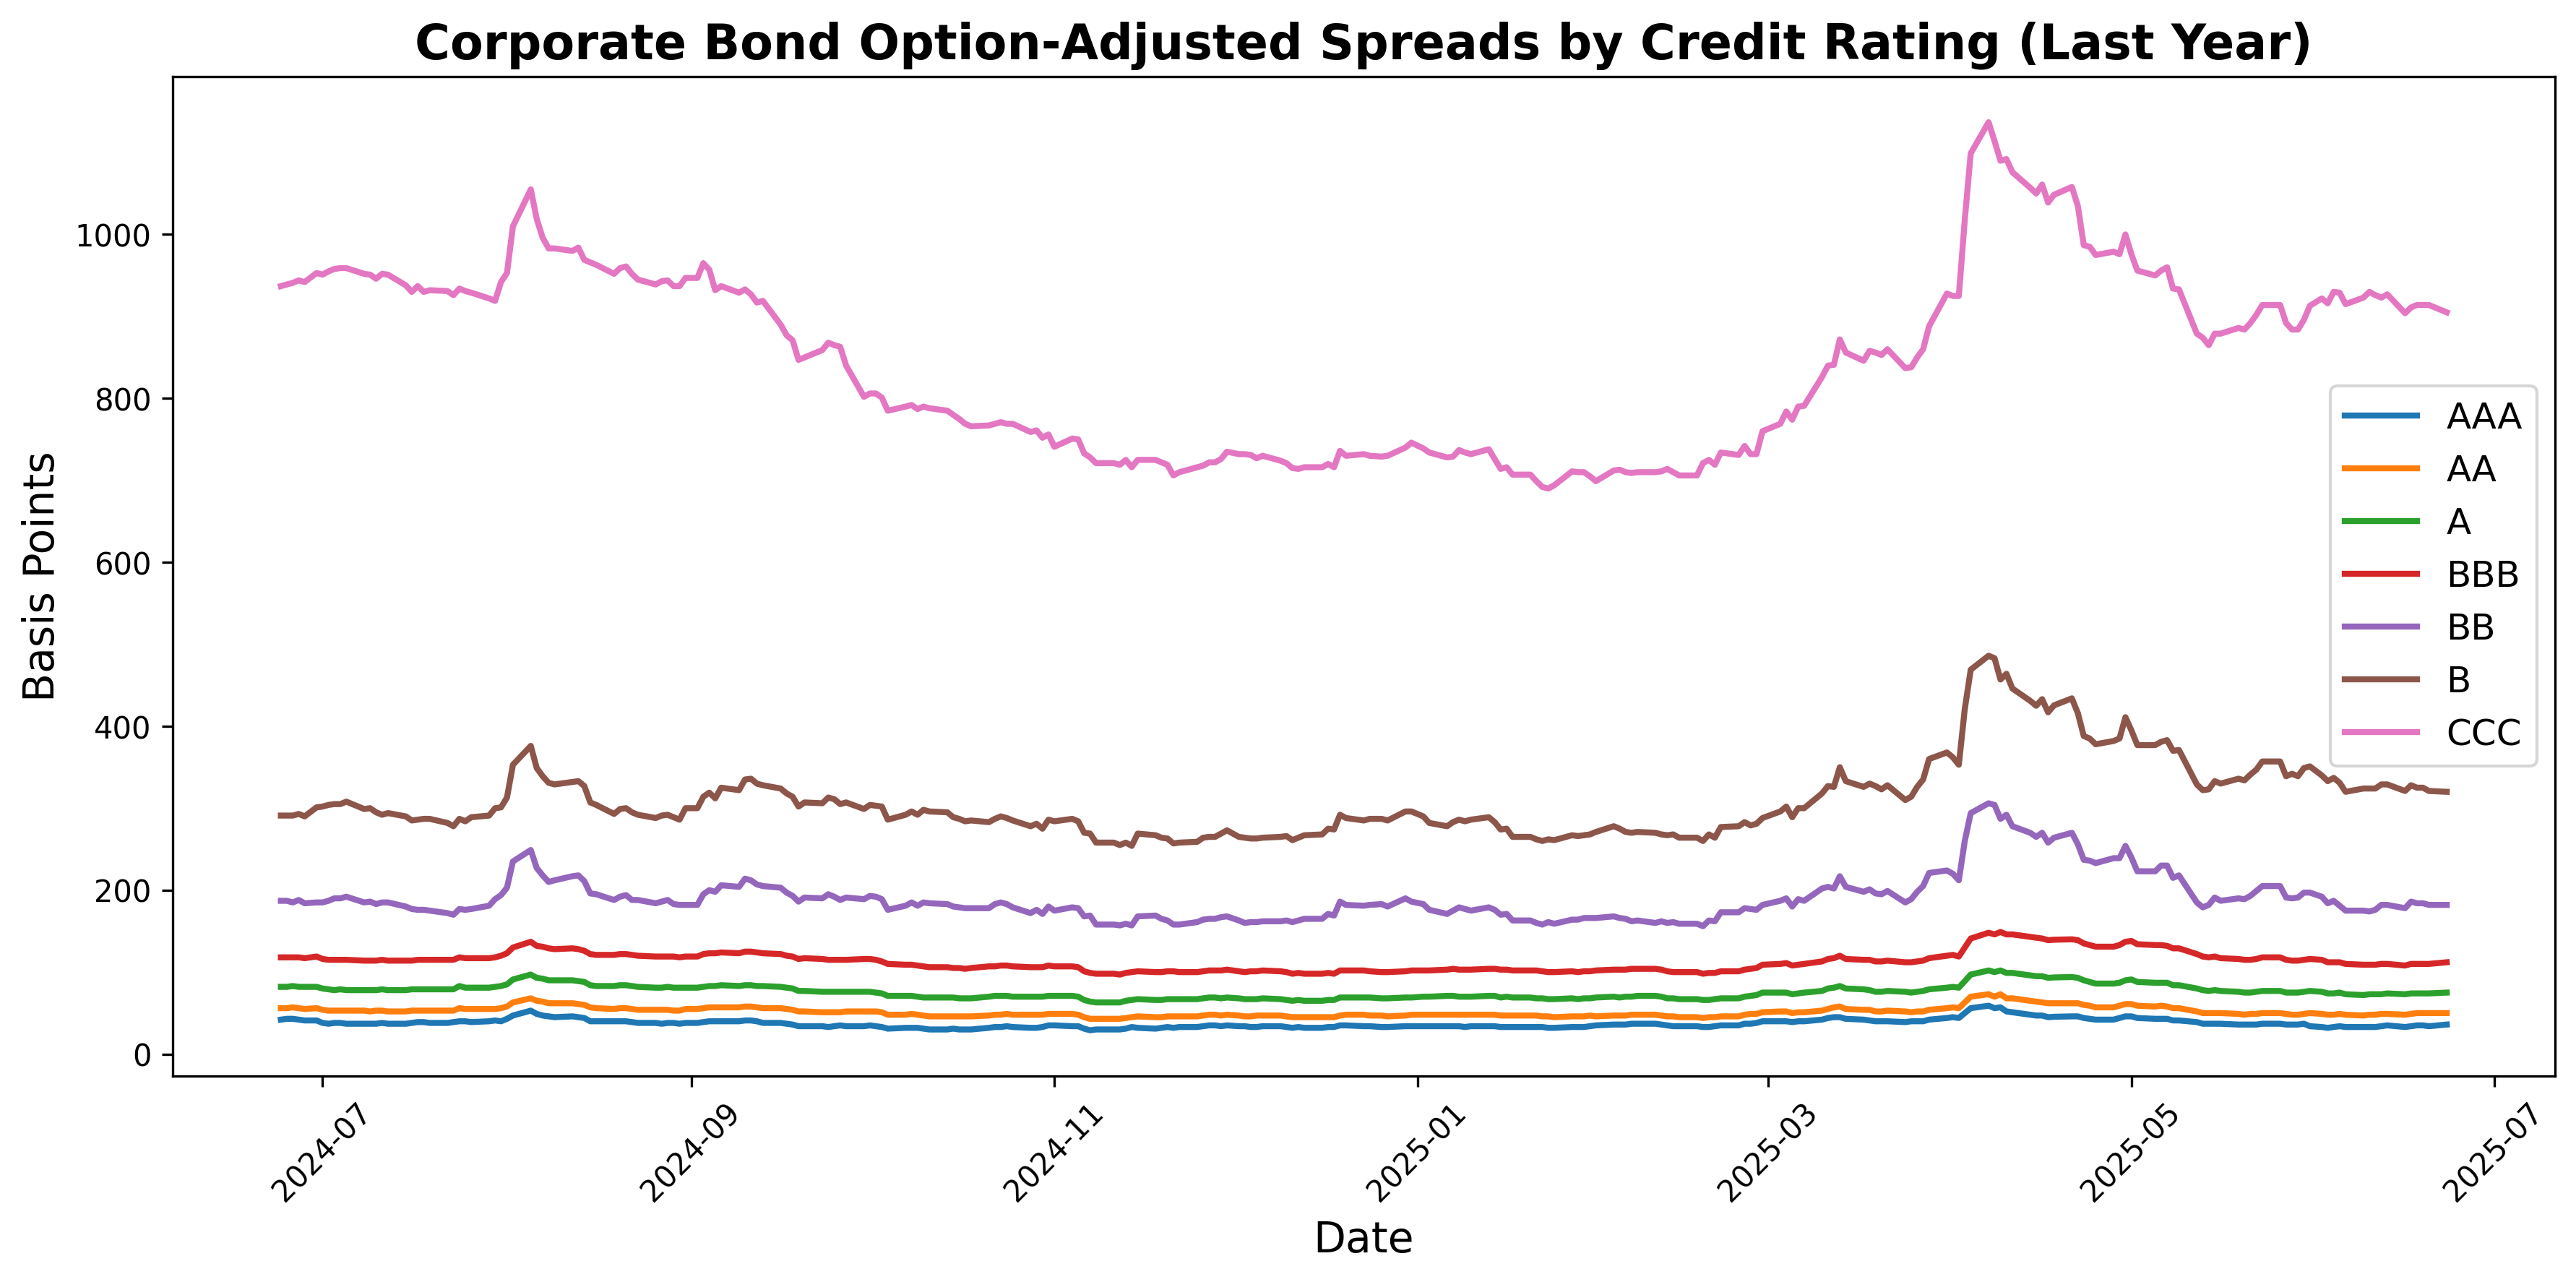 Corporate Bond Option-Adjusted Spreads by Credit Rating (Last Year)
Basis Points
1000
800
600
400
200
0
AAA
AA
A
BBB
BB
B
CCC
2024-07
2024-09
2024-11
2025-01
2025-03
2025-05
2025-07
Date